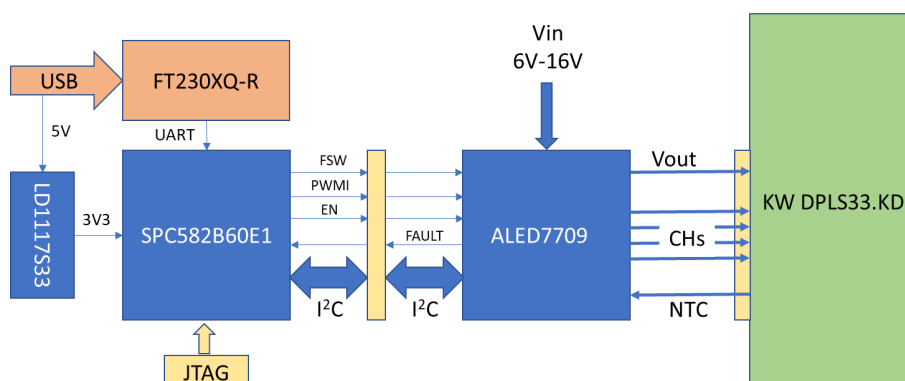 Vin
6V-16V
USB
FT230XQ-R
5V
UART
LD1117S33
3V3
SPC582B60E1
FSW
PWMI
EN
FAULT
I²C
I²C
ALED7709
Vout
CHs
NTC
KW DPLS33.KD
JTAG